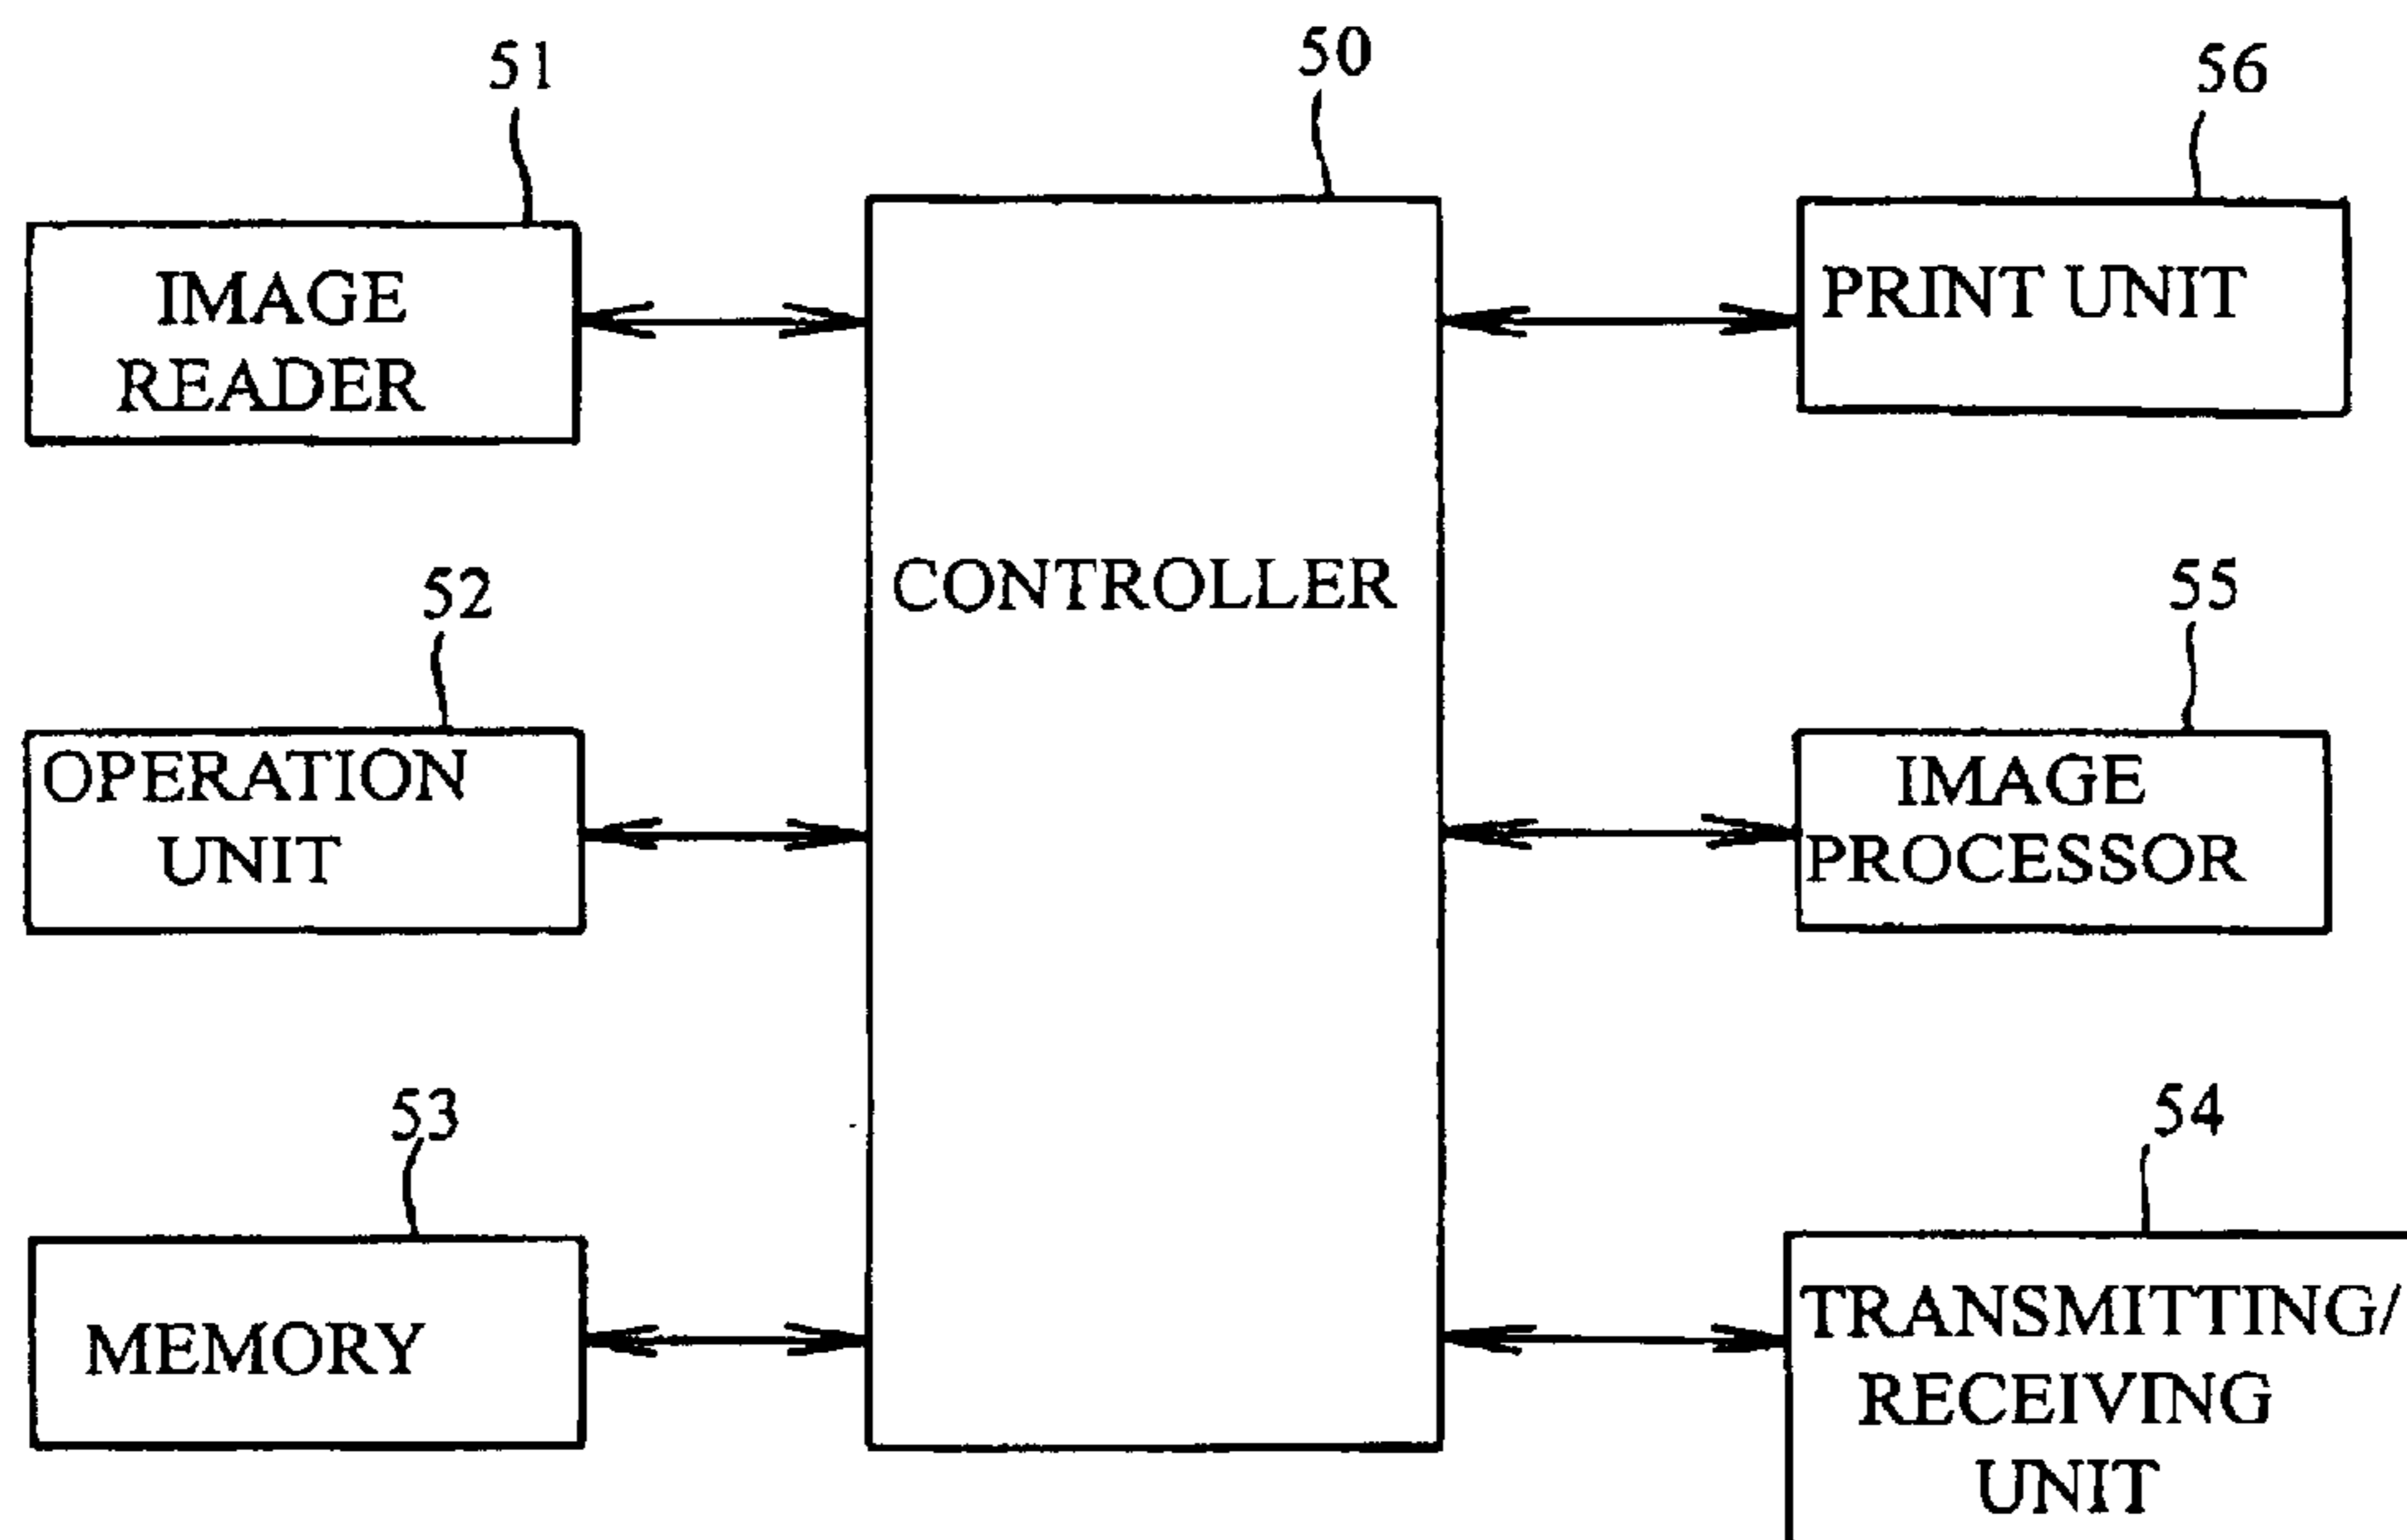 51
50
56
IMAGE
READER
PRINT UNIT
CONTROLLER
52
55
OPERATION
UNIT
IMAGE
PROCESSOR
53
54
MEMORY
TRANSMITTING/
RECEIVING
UNIT